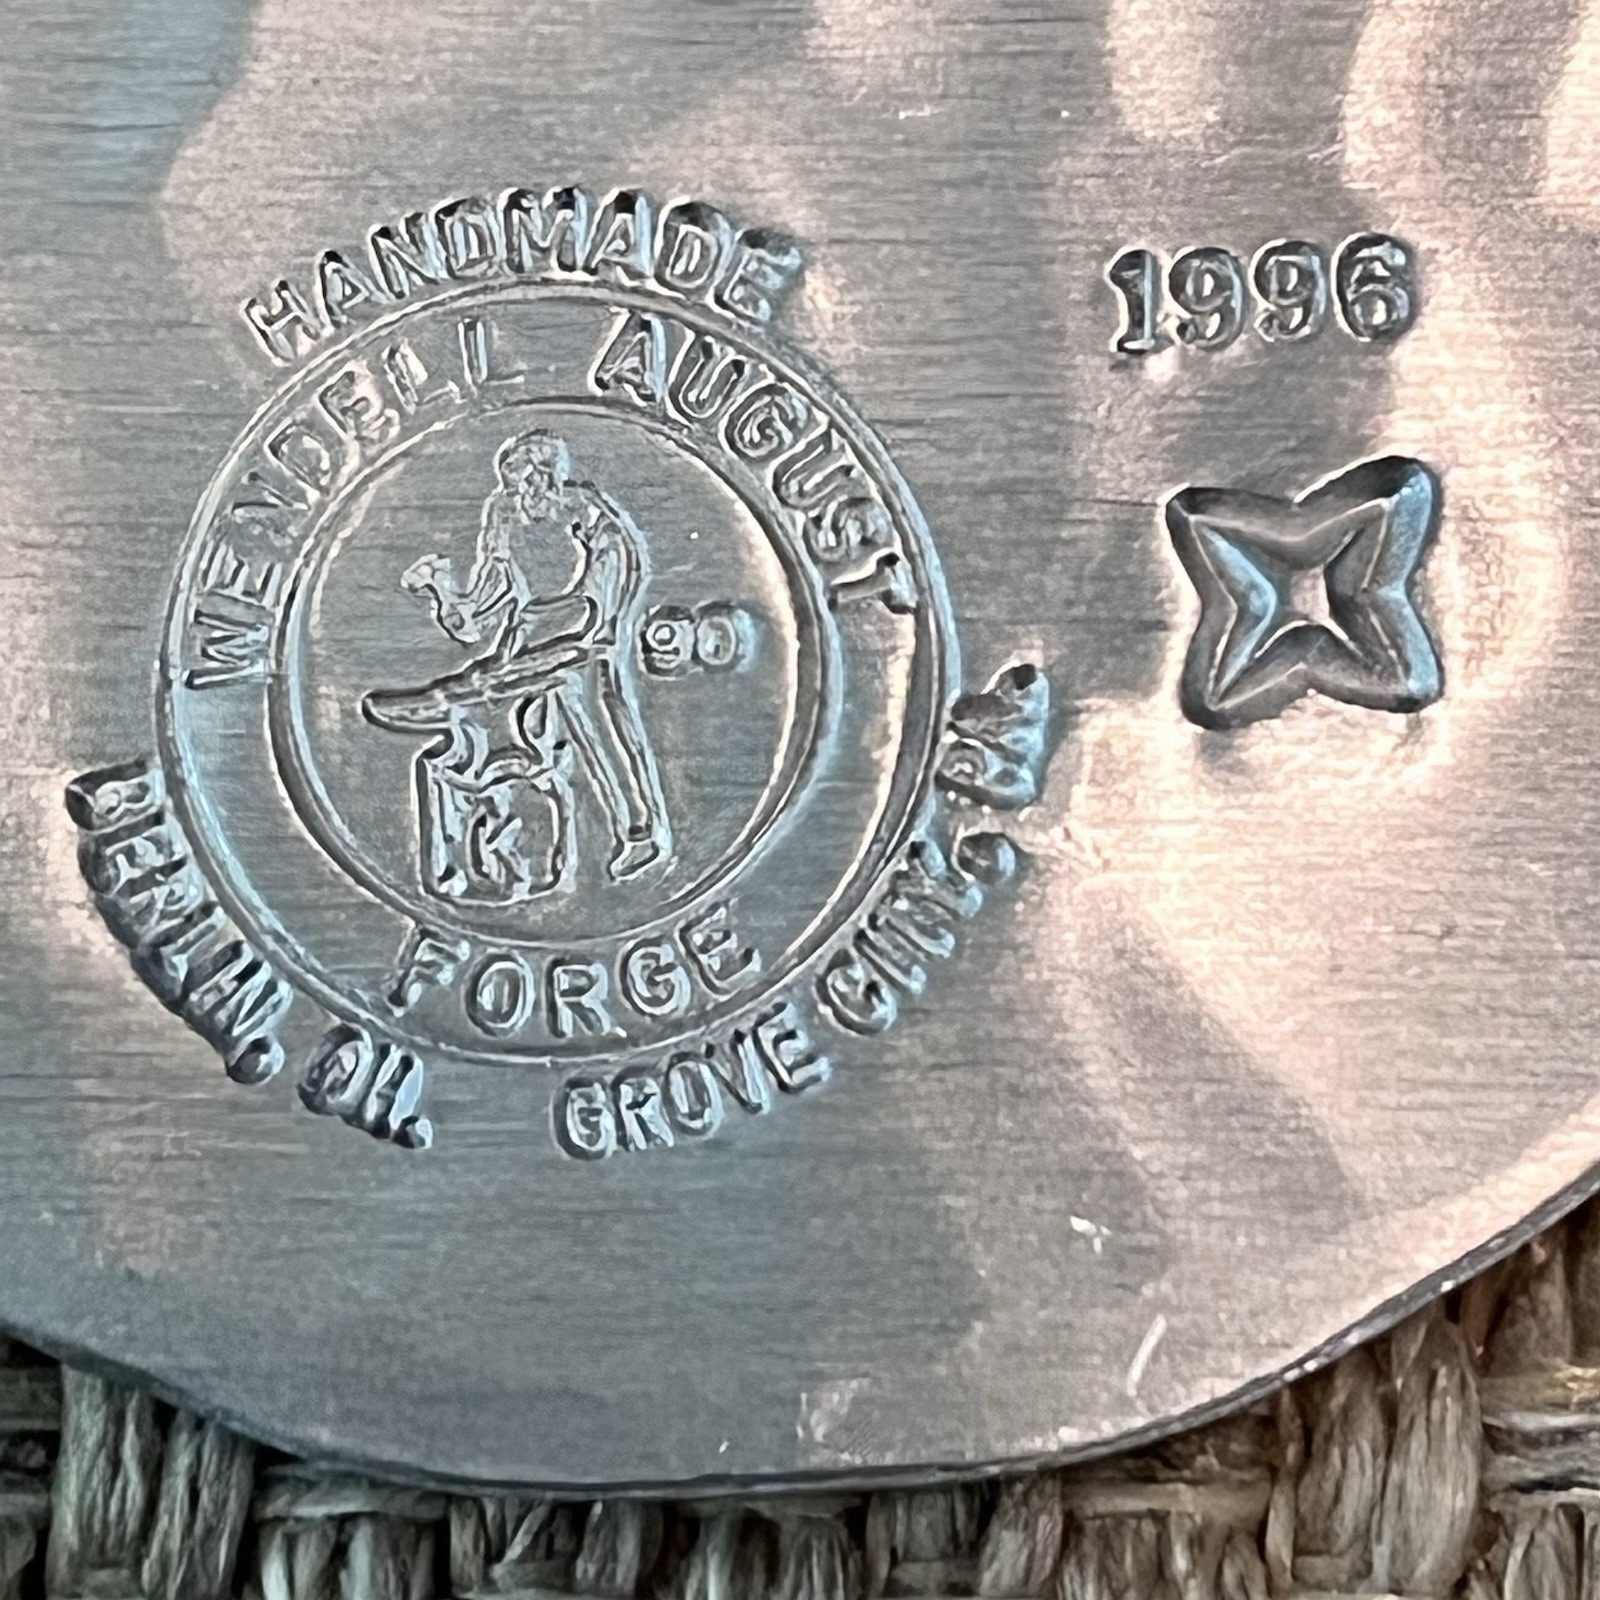 HANDMADE
WENDELL AUGUST
FORGE
90
K
BERLIN, OH.
GROVE CITY, PA
1996